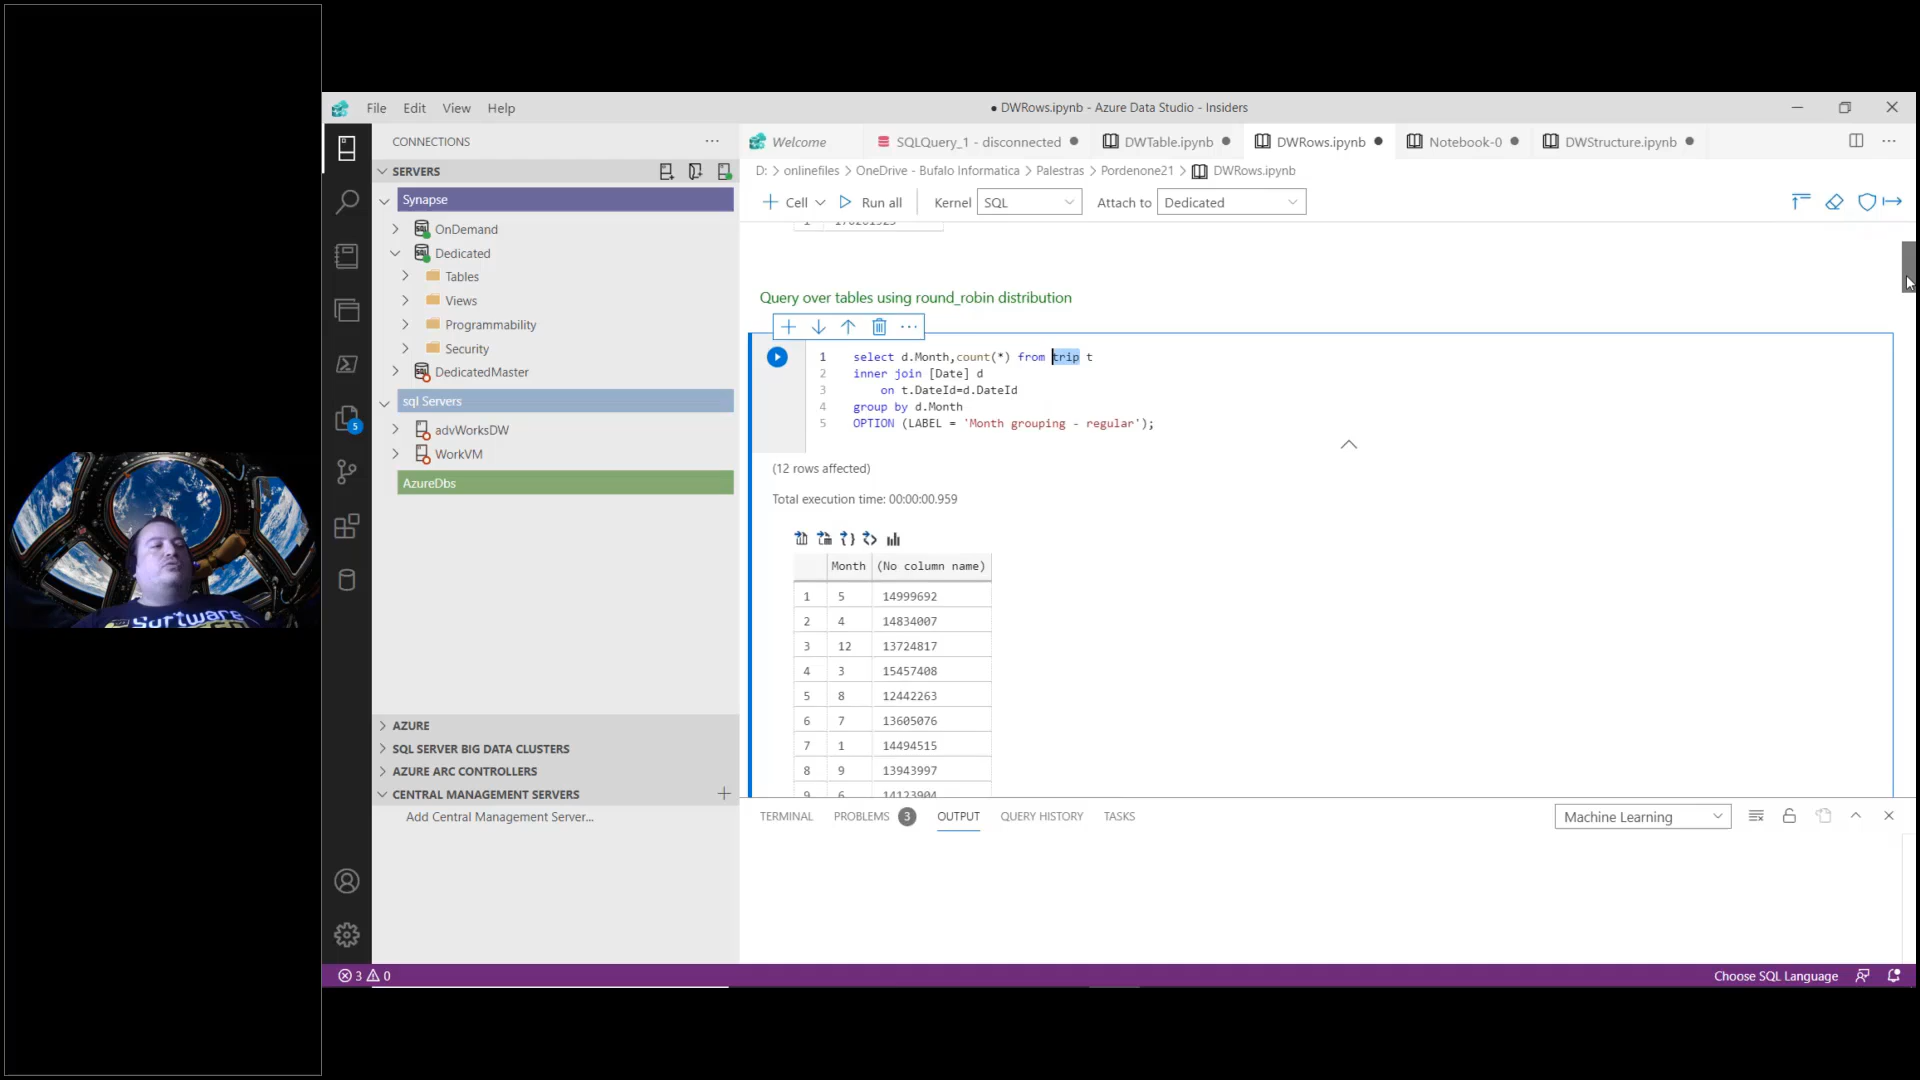 File Edit View Help
● DWRows.ipynb - Azure Data Studio - Insiders
CONNECTIONS
Welcome
SQLQuery_1 - disconnected
DWTable.ipynb
DWRows.ipynb
Notebook-0
DWStructure.ipynb
SERVERS
D: > onlinefiles > OneDrive - Bufalo Informatica > Palestras > Pordenone21 > DWRows.ipynb
Cell Run all Kernel SQL Attach to Dedicated
Synapse
OnDemand
Dedicated
Tables
Views
Programmability
Security
DedicatedMaster
sql Servers
advWorksDW
WorkVM
AzureDbs
5
AZURE
SQL SERVER BIG DATA CLUSTERS
AZURE ARC CONTROLLERS
CENTRAL MANAGEMENT SERVERS
Add Central Management Server...
Query over tables using round_robin distribution
1 select d.Month,count(*) from trip t
2 inner join [Date] d
3 on t.DateId=d.DateId
4 group by d.Month
5 OPTION (LABEL = 'Month grouping - regular');
(12 rows affected)
Total execution time: 00:00:00.959
Month (No column name)
1 5 14999692
2 4 14834007
3 12 13724817
4 3 15457408
5 8 12442263
6 7 13605076
7 1 14494515
8 9 13943997
9 6 14123904
TERMINAL PROBLEMS 3 OUTPUT QUERY HISTORY TASKS
Machine Learning
3 0
Choose SQL Language
Software